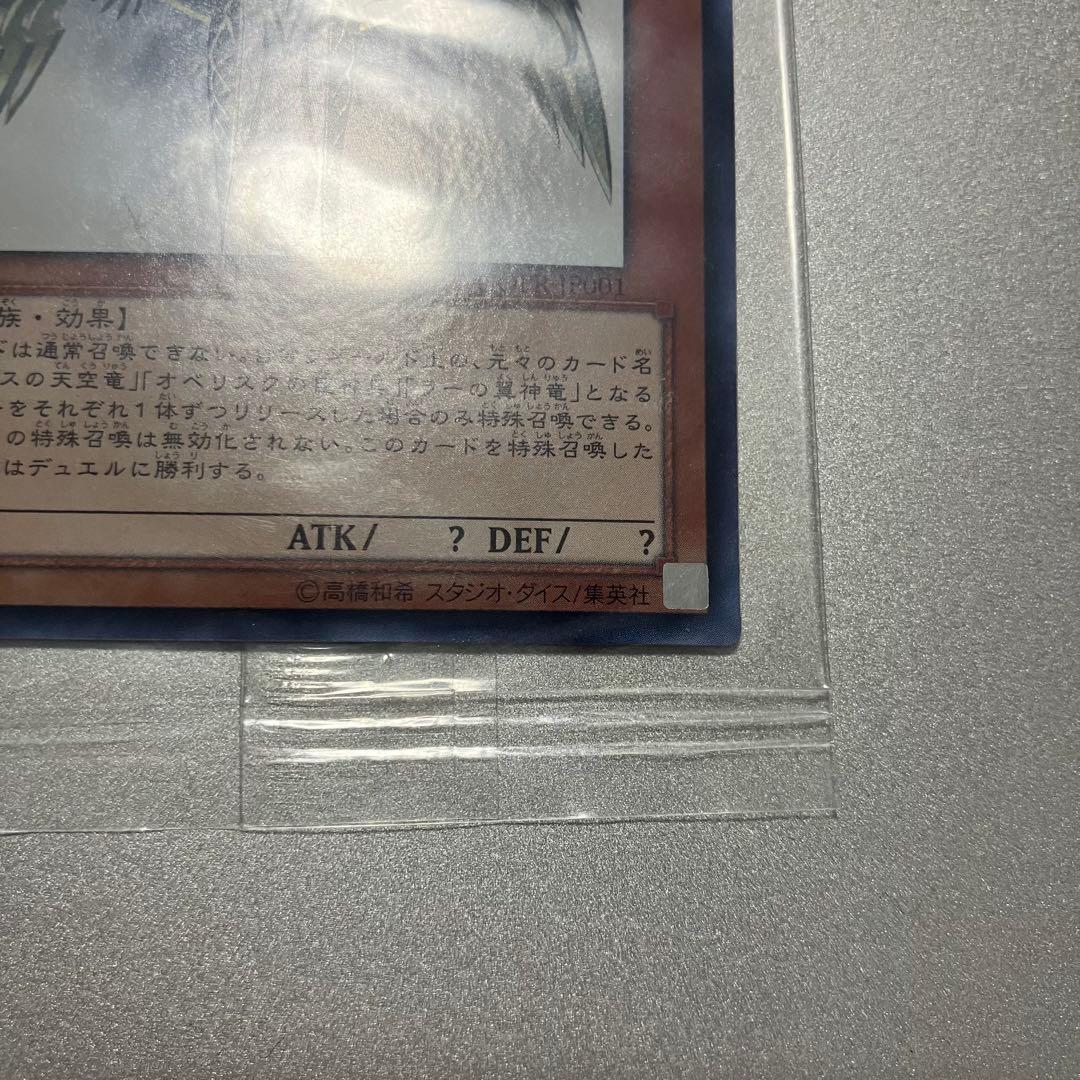 JP001
族・効果】
ドは通常召喚できない。 元々のカード名
スの天空竜」「オベリスクの巨神兵」「ラーの翼神竜」となる
をそれぞれ1体ずつリリースした場合のみ特殊召喚できる。
の特殊召喚は無効化されない。このカードを特殊召喚した
はデュエルに勝利する。
ATK/ ? DEF/ ?
©高橋和希 スタジオ・ダイス/集英社